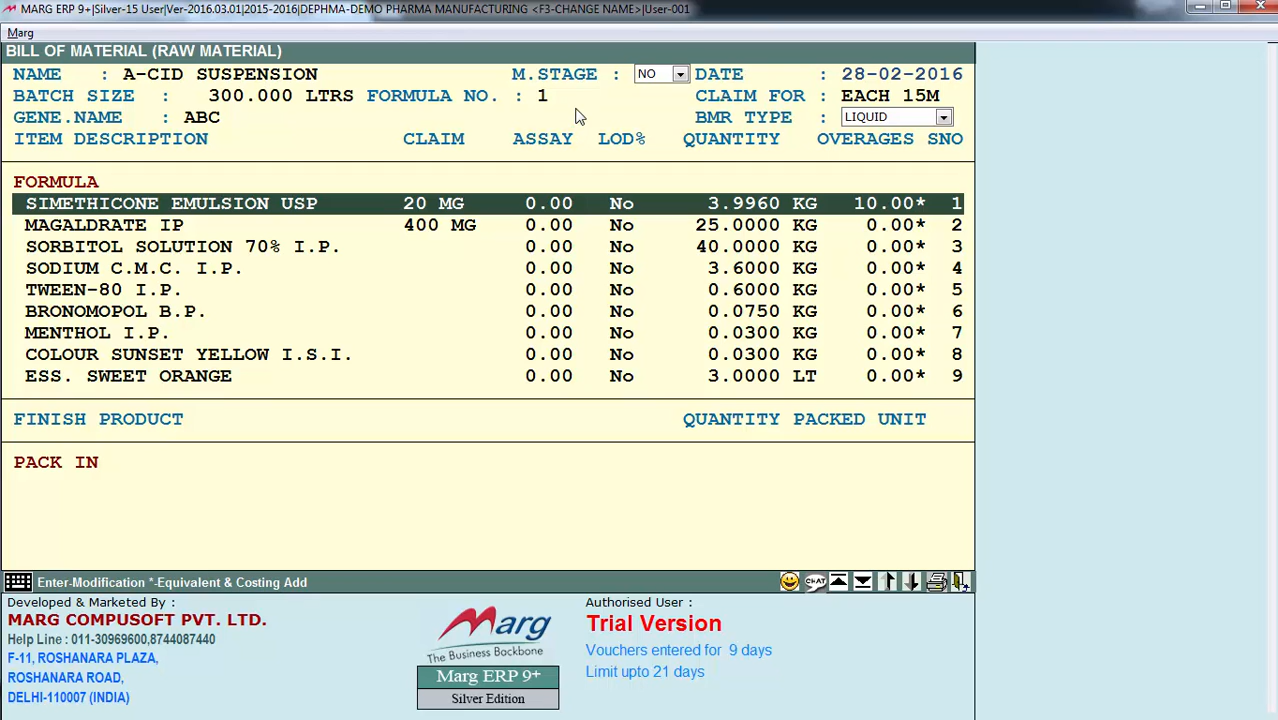 MARG ERP 9+|Silver-15 User|Ver-2016.03.01|2015-2016|DEPHMA-DEMO PHARMA MANUFACTURING <F3-CHANGE NAME>|User-001
Marg
BILL OF MATERIAL (RAW MATERIAL)
NAME : A-CID SUSPENSION M.STAGE : NO DATE : 28-02-2016
BATCH SIZE : 300.000 LTRS FORMULA NO. : 1 CLAIM FOR : EACH 15M
GENE.NAME : ABC BMR TYPE : LIQUID
ITEM DESCRIPTION CLAIM ASSAY LOD% QUANTITY OVERAGES SNO
FORMULA
SIMETHICONE EMULSION USP 20 MG 0.00 No 3.9960 KG 10.00* 1
MAGALDRATE IP 400 MG 0.00 No 25.0000 KG 0.00* 2
SORBITOL SOLUTION 70% I.P. 0.00 No 40.0000 KG 0.00* 3
SODIUM C.M.C. I.P. 0.00 No 3.6000 KG 0.00* 4
TWEEN-80 I.P. 0.00 No 0.6000 KG 0.00* 5
BRONOMOPOL B.P. 0.00 No 0.0750 KG 0.00* 6
MENTHOL I.P. 0.00 No 0.0300 KG 0.00* 7
COLOUR SUNSET YELLOW I.S.I. 0.00 No 0.0300 KG 0.00* 8
ESS. SWEET ORANGE 0.00 No 3.0000 LT 0.00* 9
FINISH PRODUCT QUANTITY PACKED UNIT
PACK IN
Enter-Modification *-Equivalent & Costing Add CHAT
Developed & Marketed By :
MARG COMPUSOFT PVT. LTD.
Help Line : 011-30969600,8744087440
F-11, ROSHANARA PLAZA,
ROSHANARA ROAD,
DELHI-110007 (INDIA)
Marg
The Business Backbone
Marg ERP 9+
Silver Edition
Authorised User :
Trial Version
Vouchers entered for 9 days
Limit upto 21 days